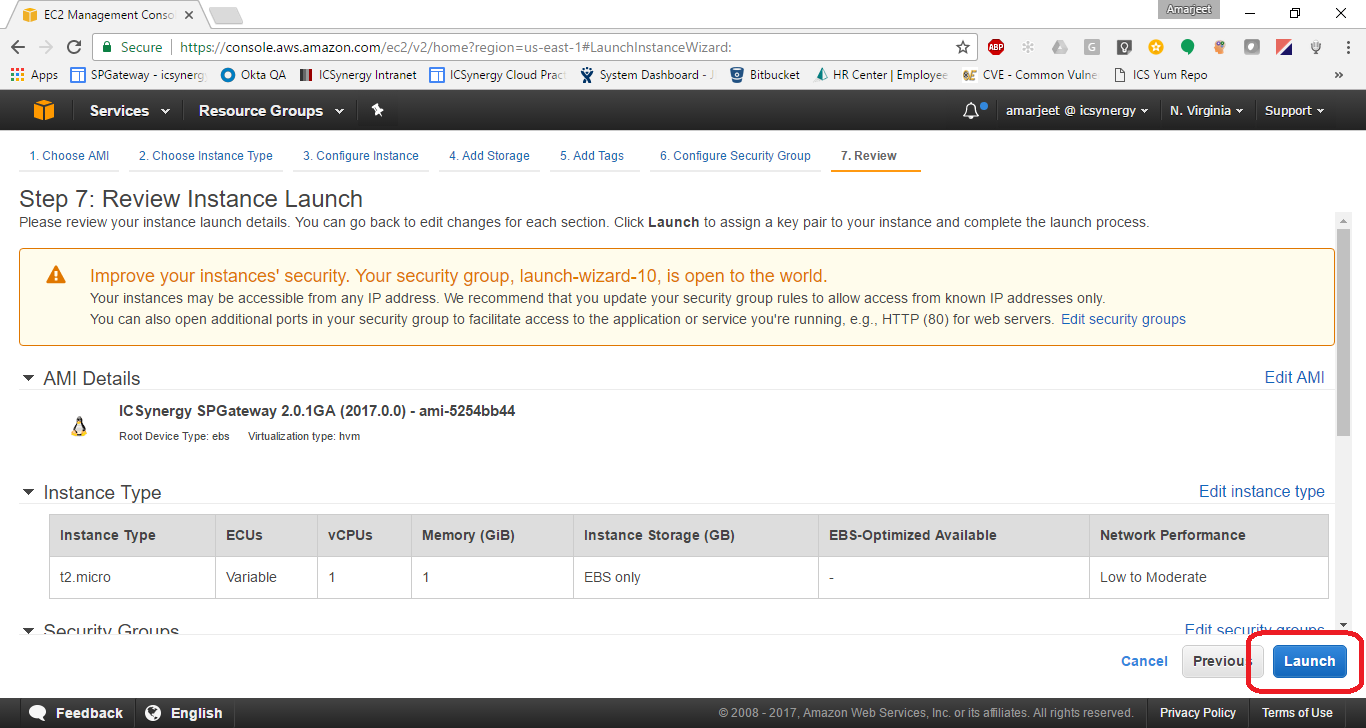 EC2 Management Conso
Amarjeet
Secure https://console.aws.amazon.com/ec2/v2/home?region=us-east-1#LaunchInstanceWizard:
ABP
G
Apps SPGateway - icsynerg Okta QA ICSynergy Intranet ICSynergy Cloud Prac System Dashboard - J Bitbucket HR Center | Employee CVE - Common Vulne ICS Yum Repo »
Services Resource Groups amarjeet @ icsynergy N. Virginia Support
1. Choose AMI 2. Choose Instance Type 3. Configure Instance 4. Add Storage 5. Add Tags 6. Configure Security Group 7. Review
Step 7: Review Instance Launch
Please review your instance launch details. You can go back to edit changes for each section. Click Launch to assign a key pair to your instance and complete the launch process.
Improve your instances' security. Your security group, launch-wizard-10, is open to the world.
Your instances may be accessible from any IP address. We recommend that you update your security group rules to allow access from known IP addresses only.
You can also open additional ports in your security group to facilitate access to the application or service you're running, e.g., HTTP (80) for web servers. Edit security groups
AMI Details Edit AMI
ICSynergy SPGateway 2.0.1GA (2017.0.0) - ami-5254bb44
Root Device Type: ebs Virtualization type: hvm
Instance Type Edit instance type
Instance Type ECUs vCPUs Memory (GiB) Instance Storage (GB) EBS-Optimized Available Network Performance
t2.micro Variable 1 1 EBS only - Low to Moderate
Security Groups Edit security groups
Cancel Previous Launch
Feedback English © 2008 - 2017, Amazon Web Services, Inc. or its affiliates. All rights reserved. Privacy Policy Terms of Use